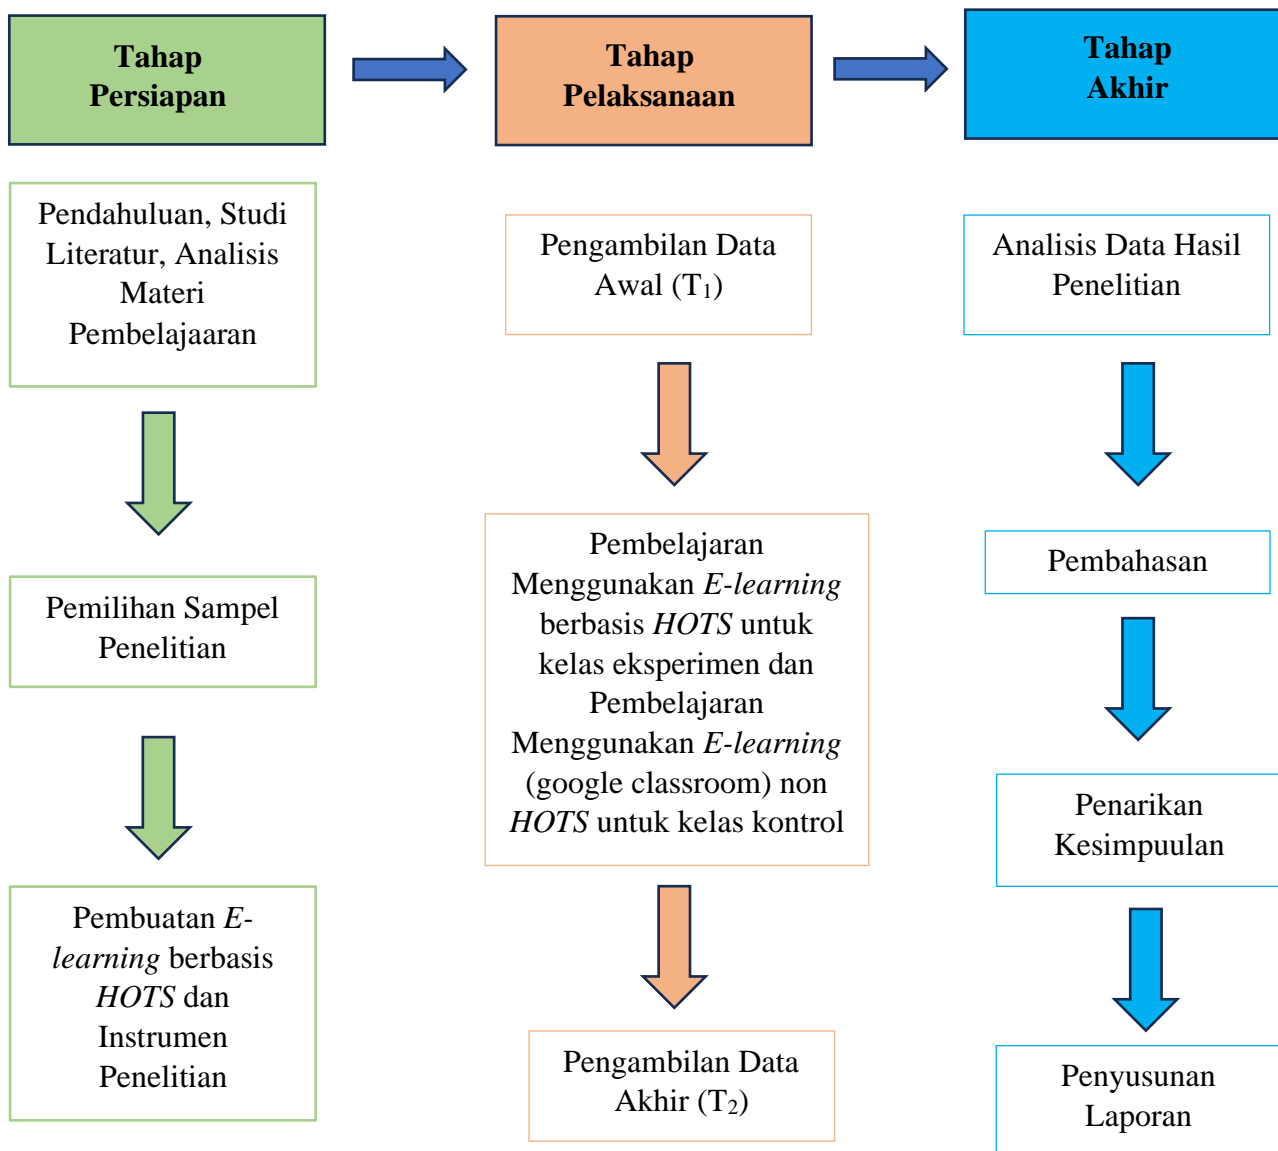 Tahap
Persiapan
Tahap
Pelaksanaan
Tahap
Akhir
Pendahuluan, Studi
Literatur, Analisis
Materi
Pembelajaaran
Pemilihan Sampel
Penelitian
Pembuatan E-
learning berbasis
HOTS dan
Instrumen
Penelitian
Pengambilan Data
Awal (T₁)
Pembelajaran
Menggunakan E-learning
berbasis HOTS untuk
kelas eksperimen dan
Pembelajaran
Menggunakan E-learning
(google classroom) non
HOTS untuk kelas kontrol
Pengambilan Data
Akhir (T₂)
Analisis Data Hasil
Penelitian
Pembahasan
Penarikan
Kesimpuulan
Penyusunan
Laporan